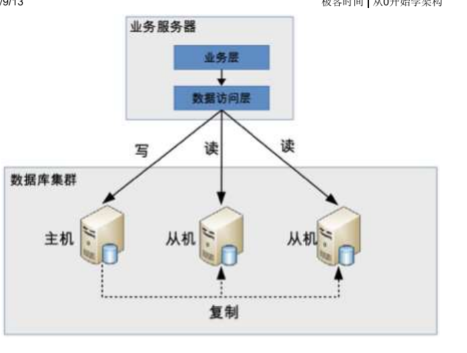 /9/13
极客时间 | 从0开始学架构
业务服务器
业务层
数据访问层
写
读
读
数据库集群
主机
从机
从机
复制